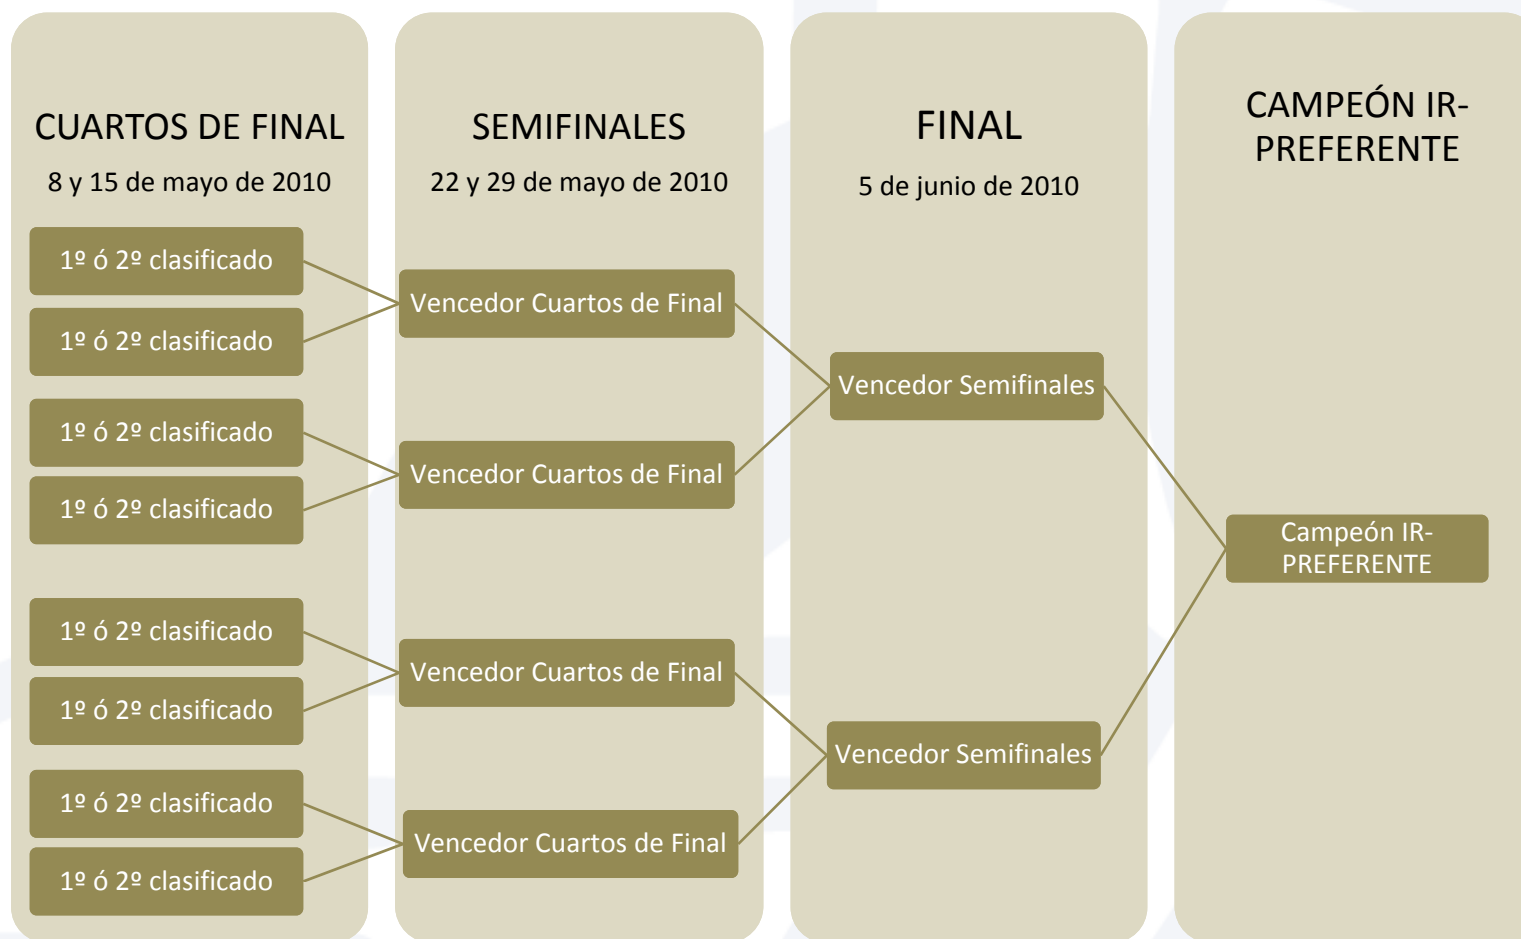 CUARTOS DE FINAL
8 y 15 de mayo de 2010
1º ó 2º clasificado
1º ó 2º clasificado
1º ó 2º clasificado
1º ó 2º clasificado
1º ó 2º clasificado
1º ó 2º clasificado
1º ó 2º clasificado
1º ó 2º clasificado
SEMIFINALES
22 y 29 de mayo de 2010
Vencedor Cuartos de Final
Vencedor Cuartos de Final
Vencedor Cuartos de Final
Vencedor Cuartos de Final
FINAL
5 de junio de 2010
Vencedor Semifinales
Vencedor Semifinales
CAMPEÓN IR-
PREFERENTE
Campeón IR-
PREFERENTE